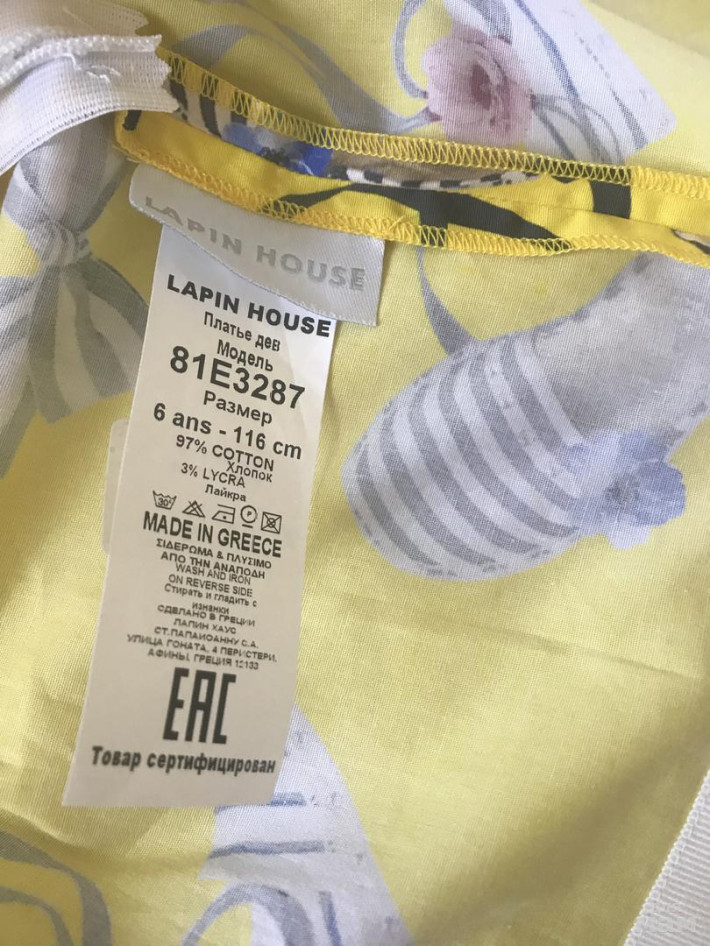 LAPIN HOUSE
LAPIN HOUSE
Платье дев
Модель
81E3287
Размер
6 ans - 116 cm
97% COTTON
Хлопок
3% LYCRA
Лайкра
30°
P
MADE IN GREECE
ΣΙΔΕΡΩΜΑ & ΠΛΥΣΙΜΟ
ΑΠΟ ΤΗΝ ΑΝΑΠΟΔΗ
WASH AND IRON
ON REVERSE SIDE
Стирать и гладить с
изнанки
СДЕЛАНО В ГРЕЦИИ
ЛАПИН ХАУС
СТ.ПАПАИОАННУ С.А.
УЛИЦА ГОНАТА, 4 ПЕРИСТЕРИ,
АФИНЫ, ГРЕЦИЯ 12133
EAC
Товар сертифицирован